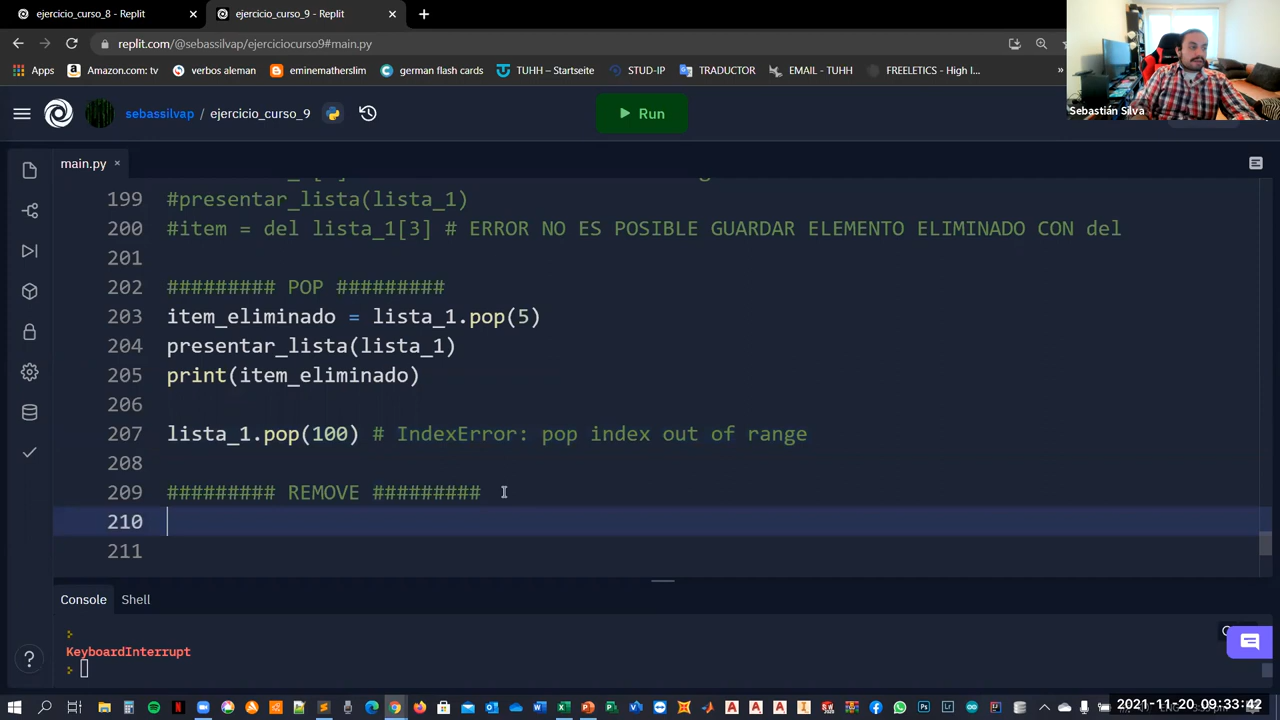 ejercicio_curso_8 - Replit
ejercicio_curso_9 - Replit
replit.com/@sebassilvap/ejerciciocurso9#main.py
Apps
Amazon.com: tv
verbos aleman
eminemathslim
germna flash cards
TUHH – Startseite
STUD-IP
TRADUCTOR
EMAIL - TUHH
FREELETICS - High I...
Sebastián Silva
sebassilvap / ejercicio_curso_9
Run
main.py
199 #presentar_lista(lista_1)
200 #item = del lista_1[3] # ERROR NO ES POSIBLE GUARDAR ELEMENTO ELIMINADO CON del
201
202 ######### POP #########
203 item_eliminado = lista_1.pop(5)
204 presentar_lista(lista_1)
205 print(item_eliminado)
206
207 lista_1.pop(100) # IndexError: pop index out of range
208
209 ######### REMOVE #########
210
211
Console Shell
KeyboardInterrupt
2021-11-20 09:33:42